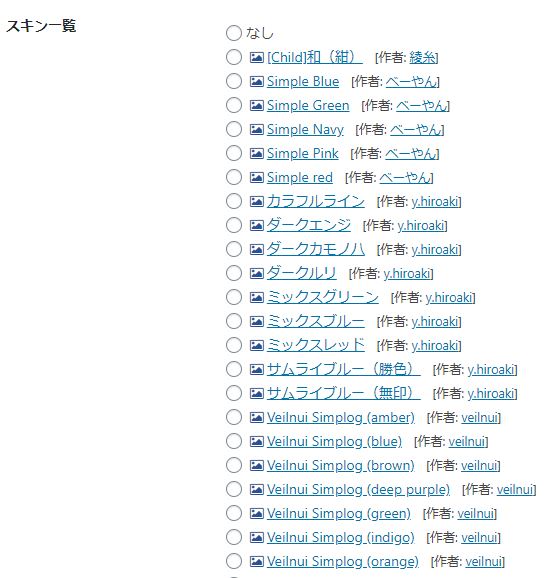 スキン一覧
なし
[Child]和（紺） [作者: 綾糸]
Simple Blue [作者: べーやん]
Simple Green [作者: べーやん]
Simple Navy [作者: べーやん]
Simple Pink [作者: べーやん]
Simple red [作者: べーやん]
カラフルライン [作者: y.hiroaki]
ダークエンジ [作者: y.hiroaki]
ダークカモノハ [作者: y.hiroaki]
ダークルリ [作者: y.hiroaki]
ミックスグリーン [作者: y.hiroaki]
ミックスブルー [作者: y.hiroaki]
ミックスレッド [作者: y.hiroaki]
サムライブルー（勝色） [作者: y.hiroaki]
サムライブルー（無印） [作者: y.hiroaki]
Veilnui Simplog (amber) [作者: veilnui]
Veilnui Simplog (blue) [作者: veilnui]
Veilnui Simplog (brown) [作者: veilnui]
Veilnui Simplog (deep purple) [作者: veilnui]
Veilnui Simplog (green) [作者: veilnui]
Veilnui Simplog (indigo) [作者: veilnui]
Veilnui Simplog (orange) [作者: veilnui]